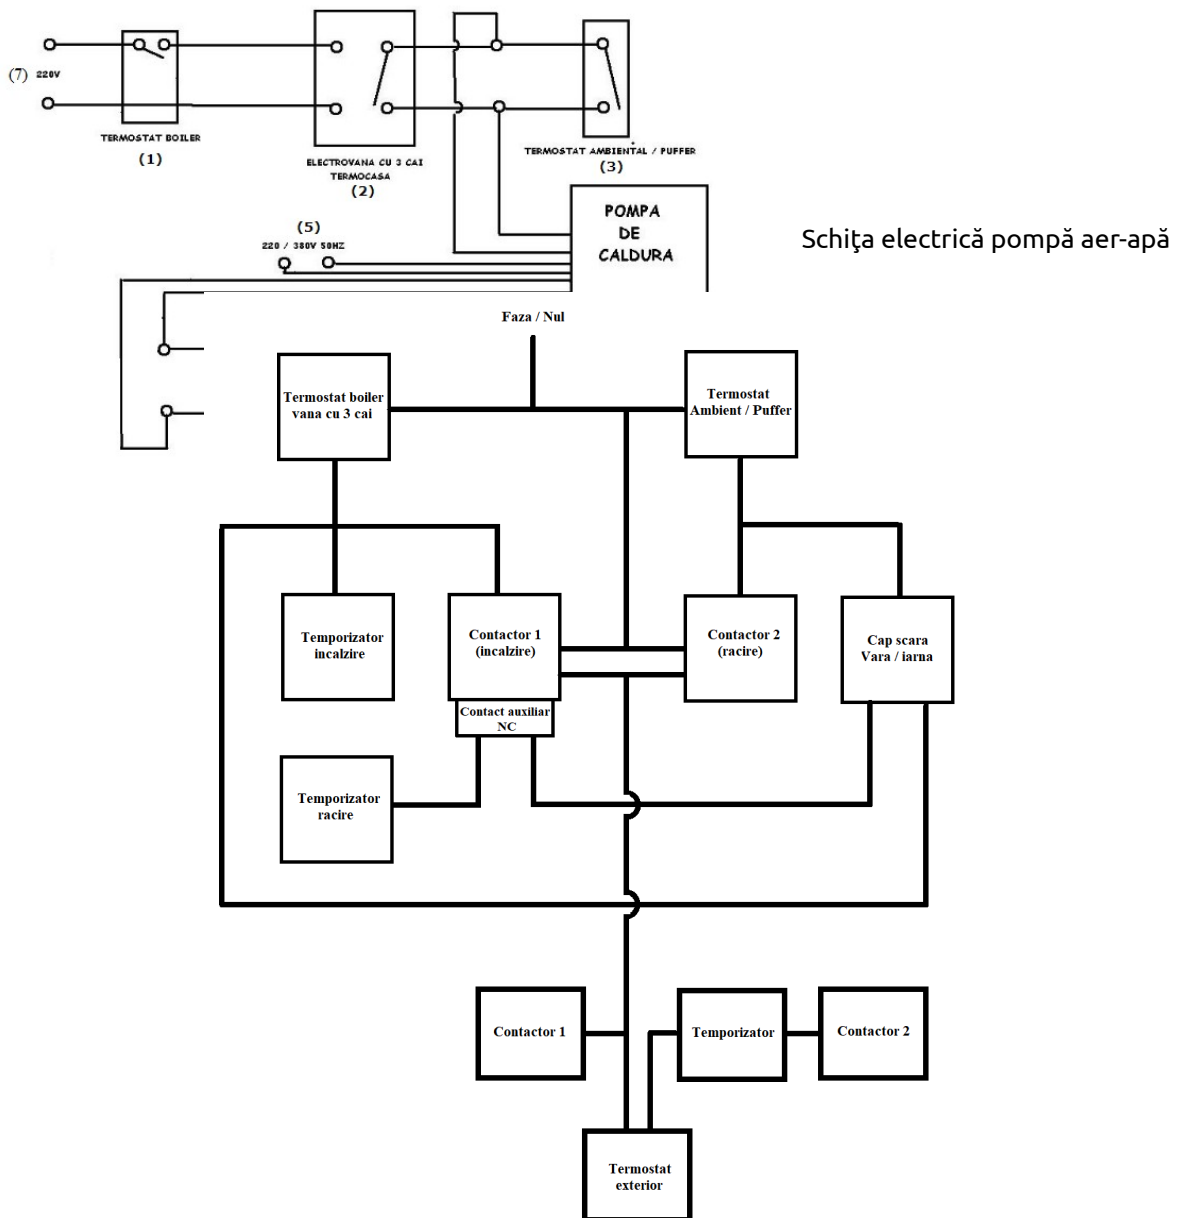 (7) 220V
TERMOSTAT BOILER
(1)
ELECTROVANA CU 3 CAI
TERMOCASA
(2)
TERMOSTAT AMBIENTAL / PUFFER
(3)
POMPA
DE
CALDURA
Schiţa electrică pompă aer-apă
(5)
220 / 380V 50HZ
Faza / Nul
Termostat boiler
vana cu 3 cai
Termostat
Ambient / Puffer
Temporizator
incalzire
Contactor 1
(incalzire)
Contactor 2
(racire)
Cap scara
Vara / iarna
Contact auxiliar
NC
Temporizator
racire
Contactor 1
Temporizator
Contactor 2
Termostat
exterior